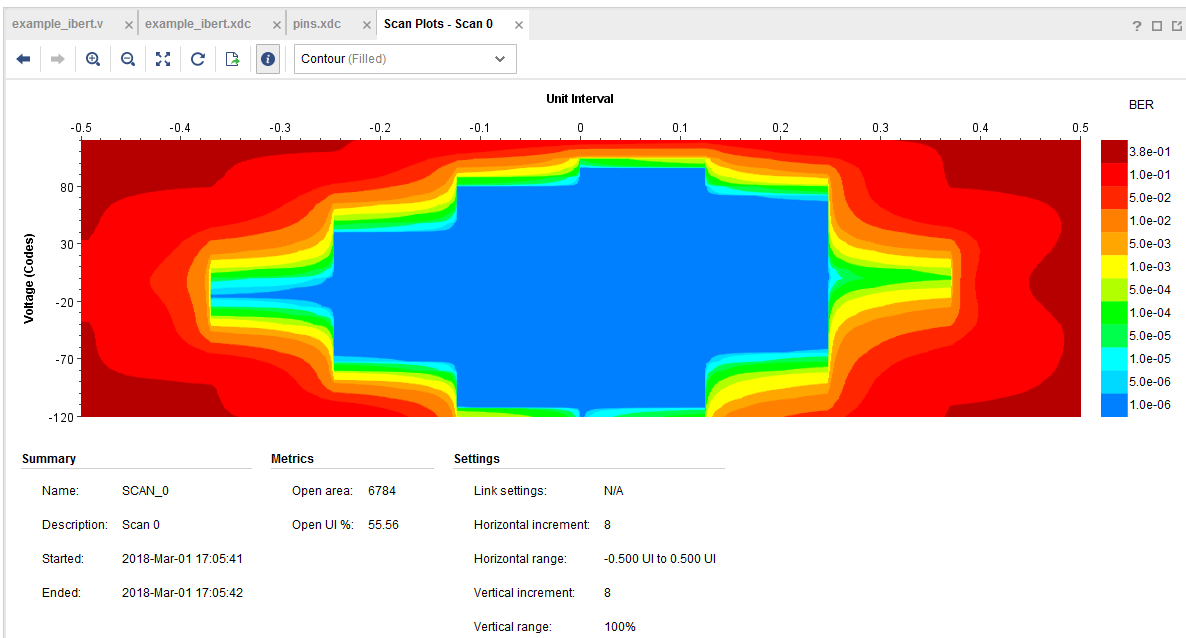 example_ibert.v × example_ibert.xdc × pins.xdc × Scan Plots - Scan 0 × ?
Contour (Filled)
Unit Interval
BER
-0.5 -0.4 -0.3 -0.2 -0.1 0 0.1 0.2 0.3 0.4 0.5
Voltage (Codes)
80
30
-20
-70
-120
3.8e-01
1.0e-01
5.0e-02
1.0e-02
5.0e-03
1.0e-03
5.0e-04
1.0e-04
5.0e-05
1.0e-05
5.0e-06
1.0e-06
Summary
Name: SCAN_0
Description: Scan 0
Started: 2018-Mar-01 17:05:41
Ended: 2018-Mar-01 17:05:42
Metrics
Open area: 6784
Open UI %: 55.56
Settings
Link settings: N/A
Horizontal increment: 8
Horizontal range: -0.500 UI to 0.500 UI
Vertical increment: 8
Vertical range: 100%